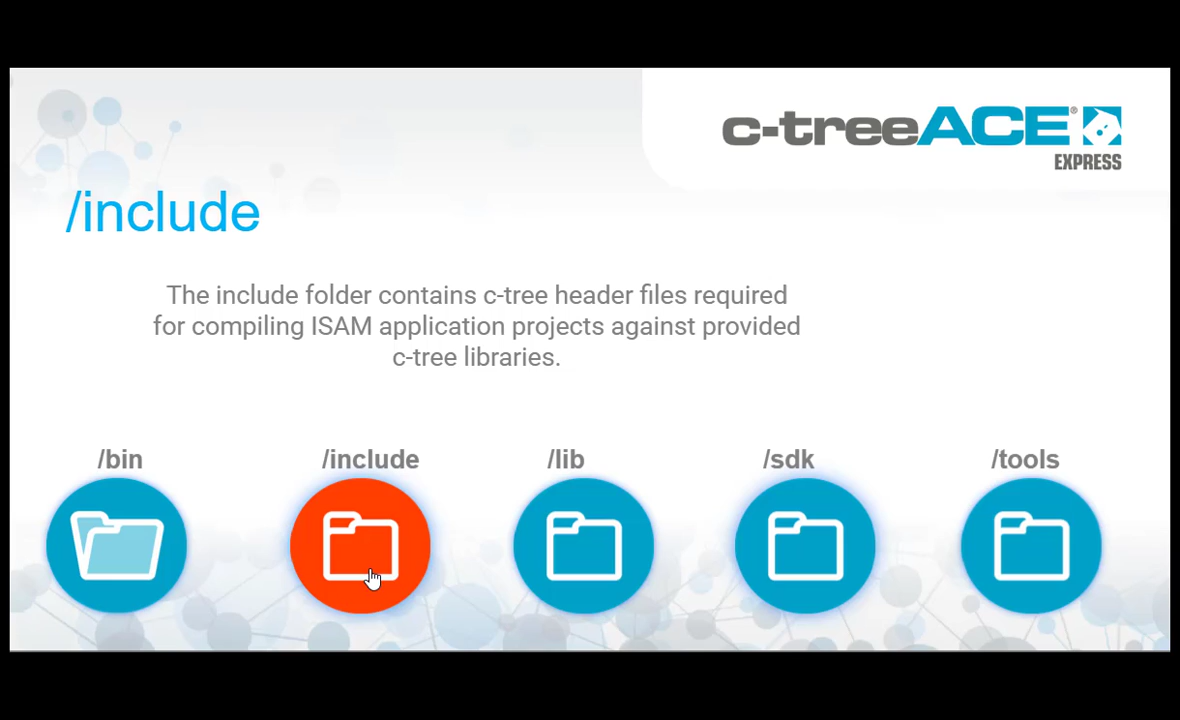 c-treeACE®
EXPRESS
/include
The include folder contains c-tree header files required
for compiling ISAM application projects against provided
c-tree libraries.
/bin
/include
/lib
/sdk
/tools